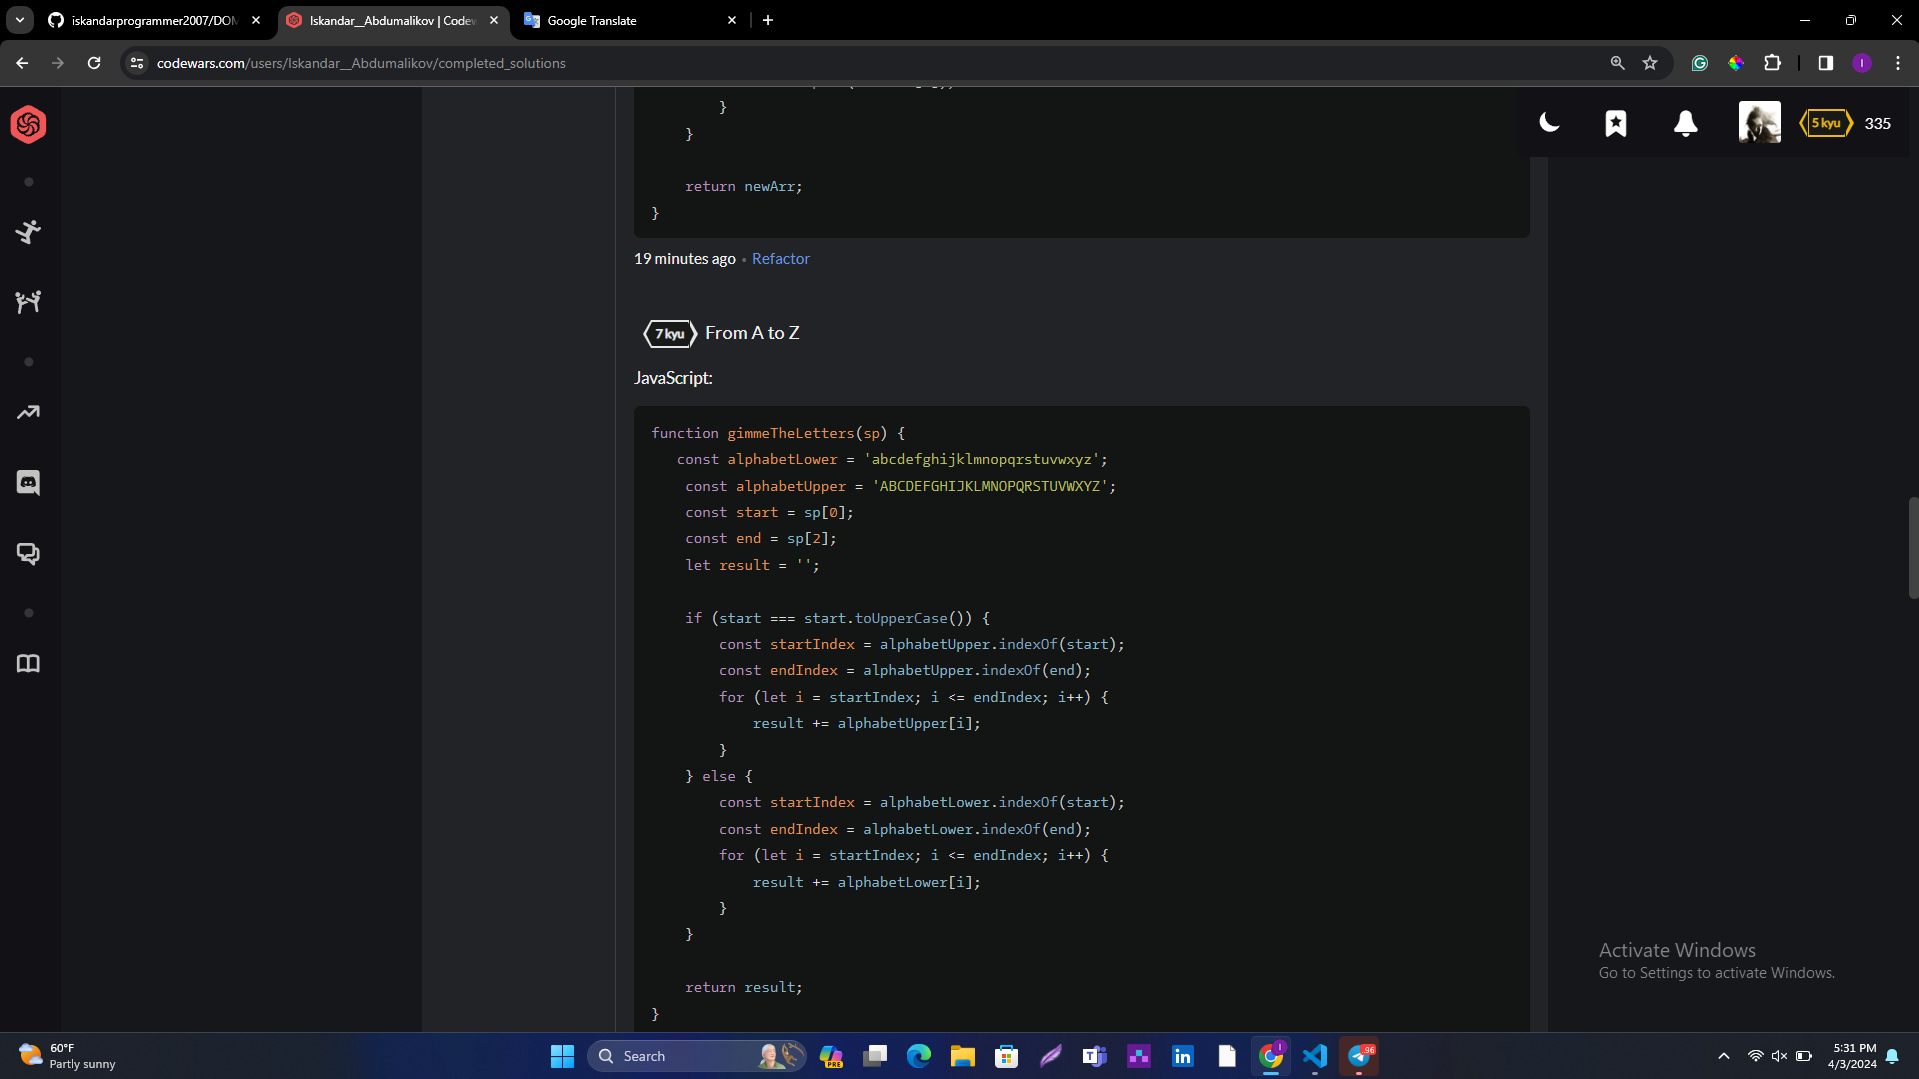 iskandarprogrammer2007/DOM
Iskandar__Abdumalikov | Codew
Google Translate
codewars.com/users/Iskandar__Abdumalikov/completed_solutions
5 kyu
335
}
}
return newArr;
}
19 minutes ago • Refactor
7 kyu From A to Z
JavaScript:
function gimmeTheLetters(sp) {
const alphabetLower = 'abcdefghijklmnopqrstuvwxyz';
const alphabetUpper = 'ABCDEFGHIJKLMNOPQRSTUVWXYZ';
const start = sp[0];
const end = sp[2];
let result = '';
if (start === start.toUpperCase()) {
const startIndex = alphabetUpper.indexOf(start);
const endIndex = alphabetUpper.indexOf(end);
for (let i = startIndex; i <= endIndex; i++) {
result += alphabetUpper[i];
}
} else {
const startIndex = alphabetLower.indexOf(start);
const endIndex = alphabetLower.indexOf(end);
for (let i = startIndex; i <= endIndex; i++) {
result += alphabetLower[i];
}
}
return result;
}
Activate Windows
Go to Settings to activate Windows.
60°F
Partly sunny
Search
PRE
96
5:31 PM
4/3/2024